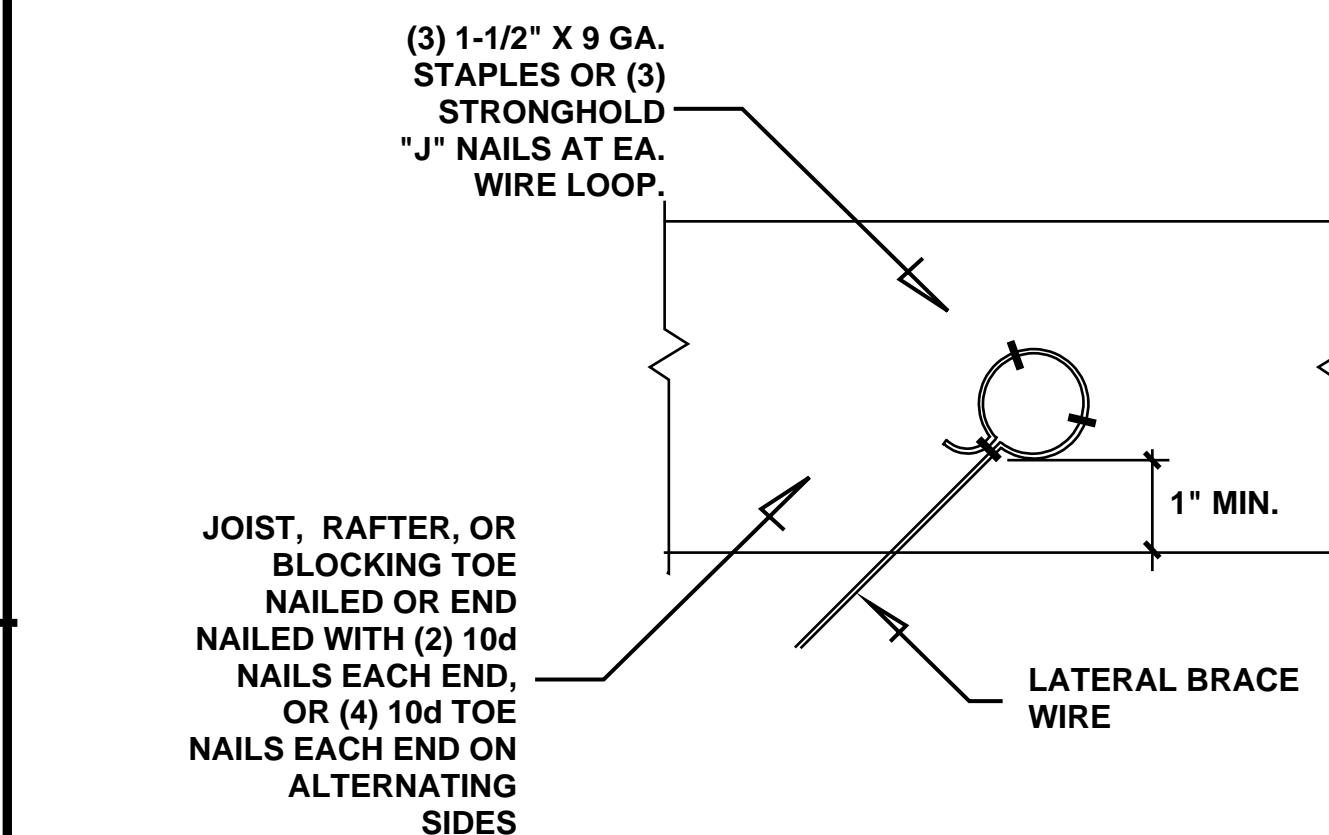 (3) 1-1/2" X 9 GA.
STAPLES OR (3)
STRONGHOLD
"J" NAILS AT EA.
WIRE LOOP.
1" MIN.
JOIST, RAFTER, OR
BLOCKING TOE
NAILED OR END
NAILED WITH (2) 10d
NAILS EACH END,
OR (4) 10d TOE
NAILS EACH END ON
ALTERNATING
SIDES
LATERAL BRACE
WIRE